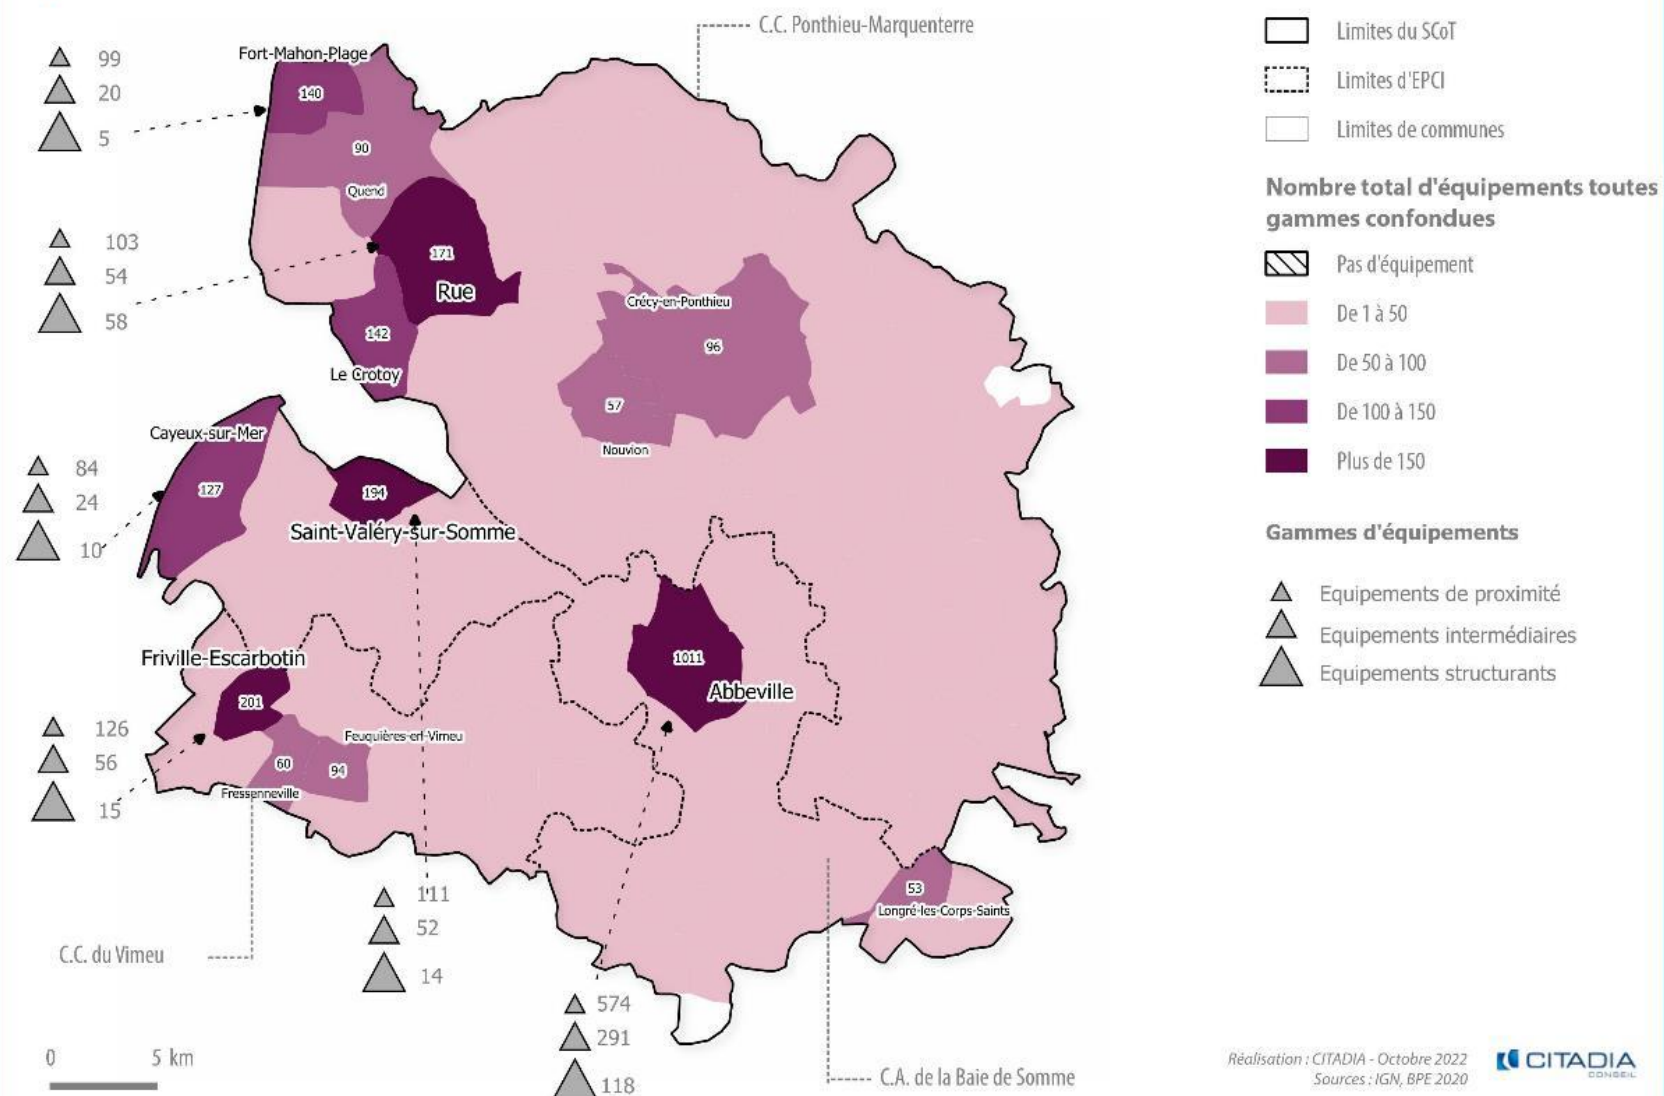 C.C. Ponthieu-Marquenterre
Fort-Mahon-Plage
99
20
5
140
90
Quend
103
54
58
171
Rue
142
Le Crotoy
Crécy-en-Ponthieu
96
57
Nouvion
Cayeux-sur-Mer
84
24
10
127
194
Saint-Valéry-sur-Somme
Friville-Escarbotin
201
1011
Abbeville
126
56
15
Feuquières-en-Vimeu
60
94
Fressenneville
111
52
14
53
Longré-les-Corps-Saints
C.C. du Vimeu
574
291
118
C.A. de la Baie de Somme
0 5 km
Limites du SCoT
Limites d'EPCI
Limites de communes
Nombre total d'équipements toutes
gammes confondues
Pas d'équipement
De 1 à 50
De 50 à 100
De 100 à 150
Plus de 150
Gammes d'équipements
Equipements de proximité
Equipements intermédiaires
Equipements structurants
Réalisation : CITADIA - Octobre 2022
Sources : IGN, BPE 2020
CITADIA
CONSEIL